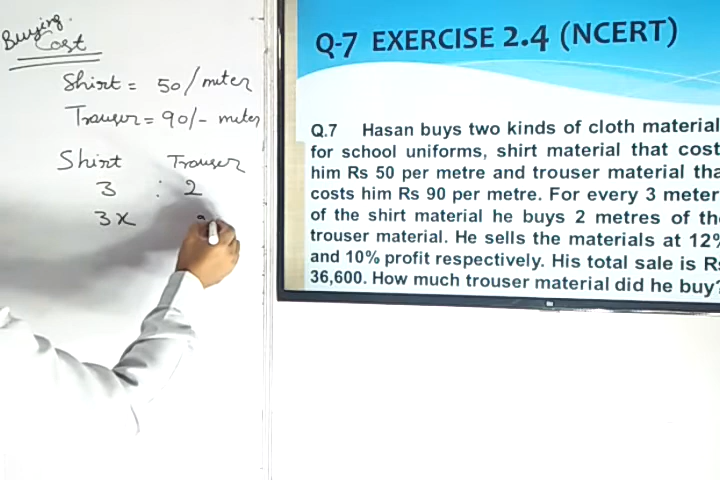 Buying
Cost
Shirt = 50/meter
Trouser = 90/- meter
Shirt Trouser
3 : 2
3x
Q-7 EXERCISE 2.4 (NCERT)
Q.7 Hasan buys two kinds of cloth material
for school uniforms, shirt material that cost
him Rs 50 per metre and trouser material tha
costs him Rs 90 per metre. For every 3 meter
of the shirt material he buys 2 metres of th
trouser material. He sells the materials at 12%
and 10% profit respectively. His total sale is R
36,600. How much trouser material did he buy?